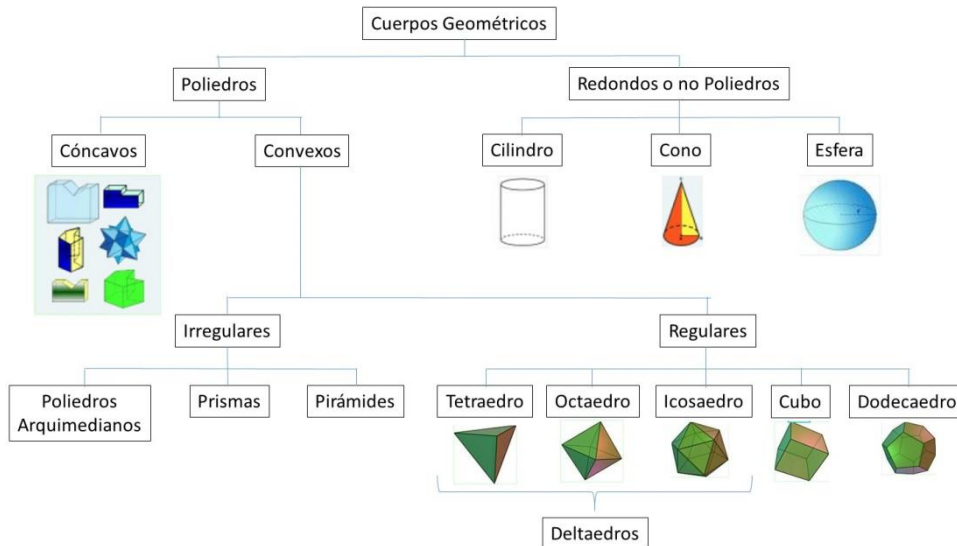 Cuerpos Geométricos
Poliedros
Redondos o no Poliedros
Cóncavos
Convexos
Cilindro
Cono
Esfera
Irregulares
Regulares
Poliedros
Arquimedianos
Prismas
Pirámides
Tetraedro
Octaedro
Icosaedro
Cubo
Dodecaedro
Deltaedros